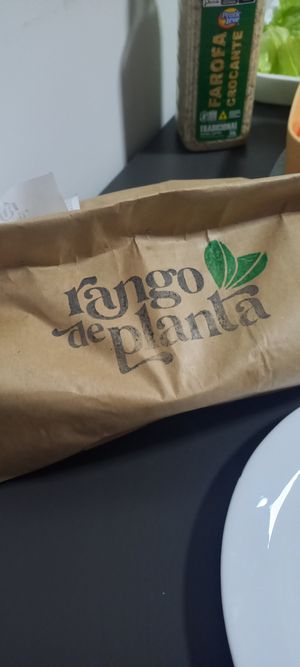 FAROFA
CROCANTE
TRADICIONAL
rango
de planta